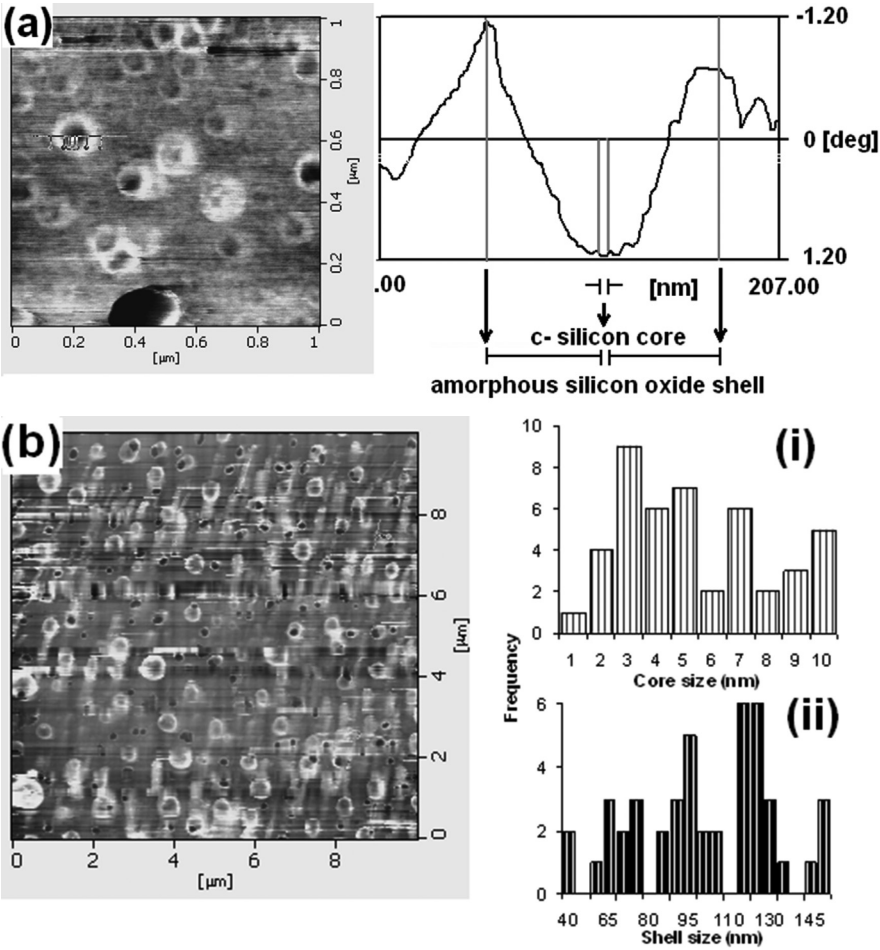 (a)
1
0.8
0.6
[µm]
0.4
0.2
0
0 0.2 0.4 0.6 0.8 1
[µm]
-1.20
0 [deg]
1.20
.00 [nm] 207.00
c- silicon core
amorphous silicon oxide shell
(b)
8
6
[µm]
4
2
0
0 2 4 6 8
[µm]
(i)
10
8
6
4
2
0
1 2 3 4 5 6 7 8 9 10
Core size (nm)
Frequency
(ii)
6
4
2
0
40 65 80 95 110 130 145
Shell size (nm)